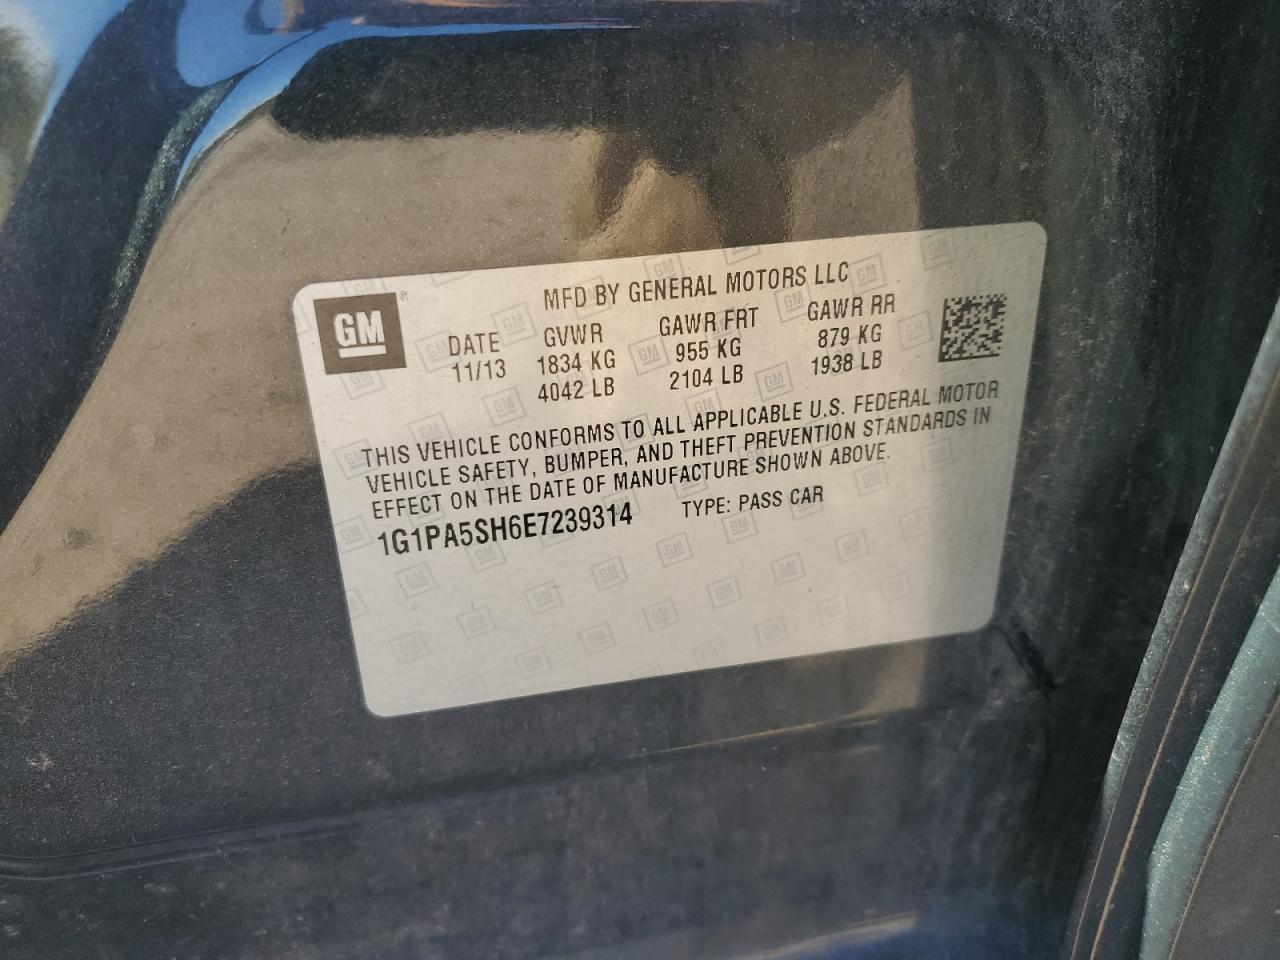 GM
MFD BY GENERAL MOTORS LLC
DATE GVWR GAWR FRT GAWR RR
11/13 1834 KG 955 KG 879 KG
4042 LB 2104 LB 1938 LB
THIS VEHICLE CONFORMS TO ALL APPLICABLE U.S. FEDERAL MOTOR
VEHICLE SAFETY, BUMPER, AND THEFT PREVENTION STANDARDS IN
EFFECT ON THE DATE OF MANUFACTURE SHOWN ABOVE.
1G1PA5SH6E7239314 TYPE: PASS CAR